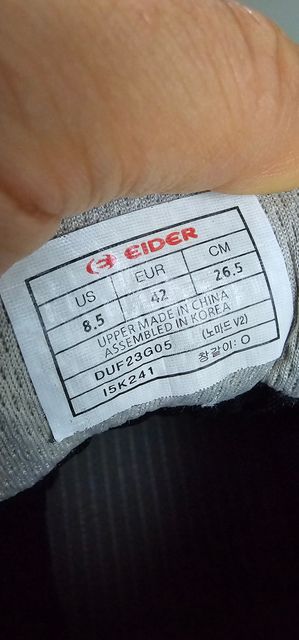 EIDER
US EUR CM
8.5 42 26.5
UPPER MADE IN CHINA
ASSEMBLED IN KOREA
DUF23G05 (노마드 V2)
I5K241 창갈이: O